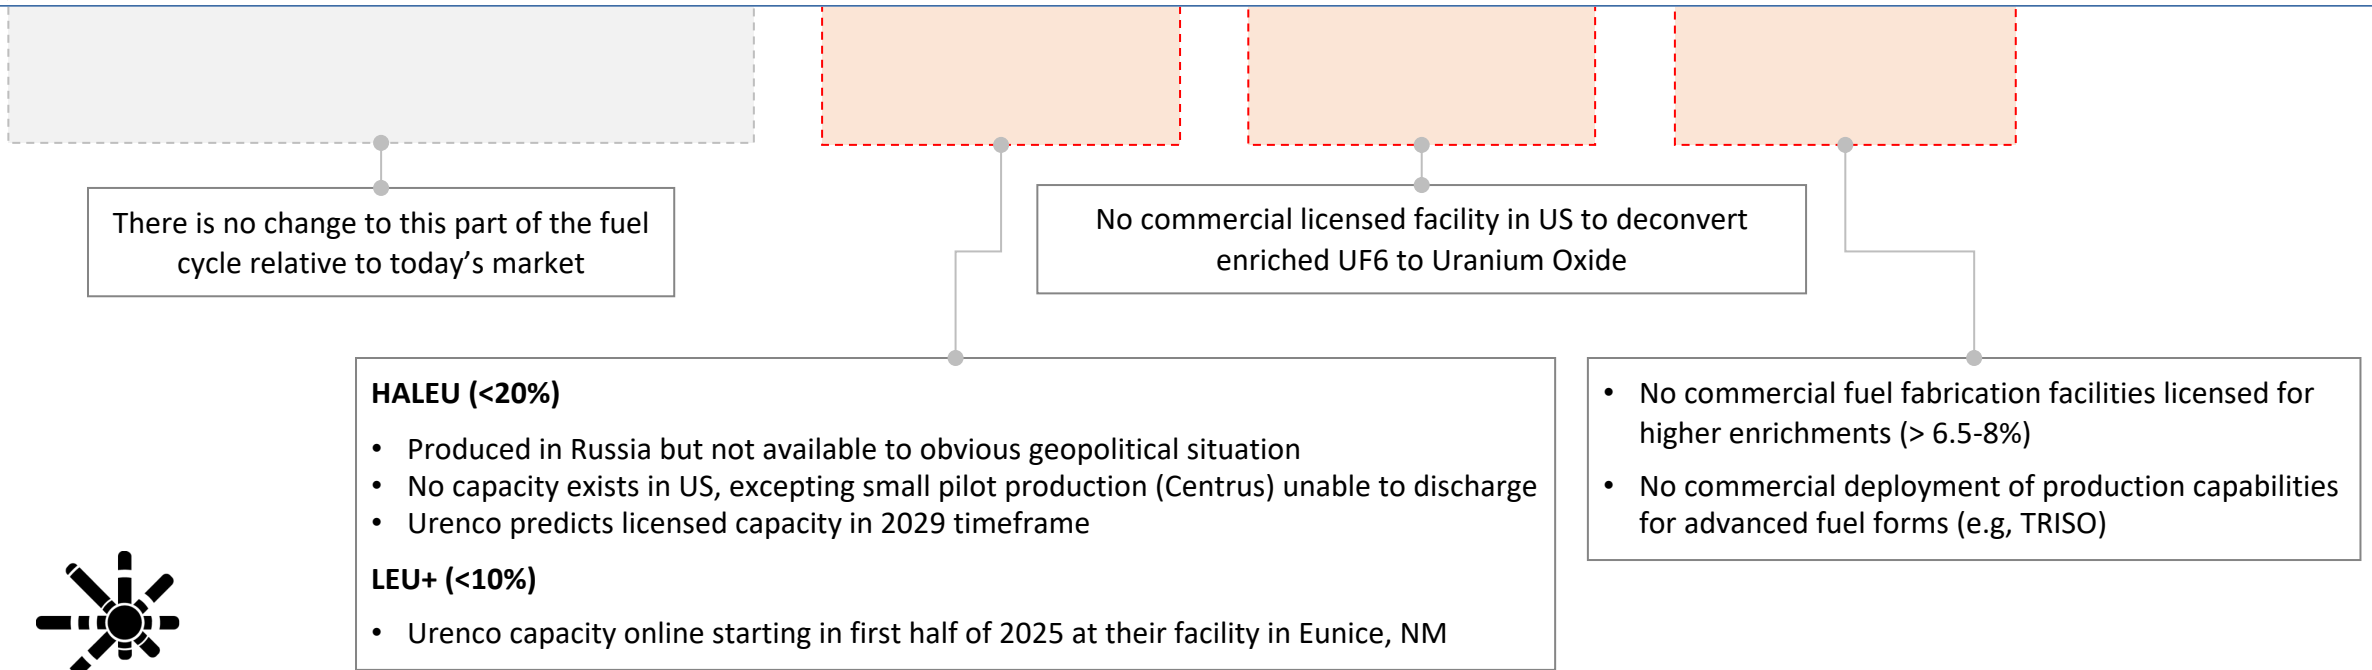 There is no change to this part of the fuel
cycle relative to today’s market
No commercial licensed facility in US to deconvert
enriched UF6 to Uranium Oxide
HALEU (<20%)
• Produced in Russia but not available to obvious geopolitical situation
• No capacity exists in US, excepting small pilot production (Centrus) unable to discharge
• Urenco predicts licensed capacity in 2029 timeframe
LEU+ (<10%)
• Urenco capacity online starting in first half of 2025 at their facility in Eunice, NM
• No commercial fuel fabrication facilities licensed for
higher enrichments (> 6.5-8%)
• No commercial deployment of production capabilities
for advanced fuel forms (e.g, TRISO)